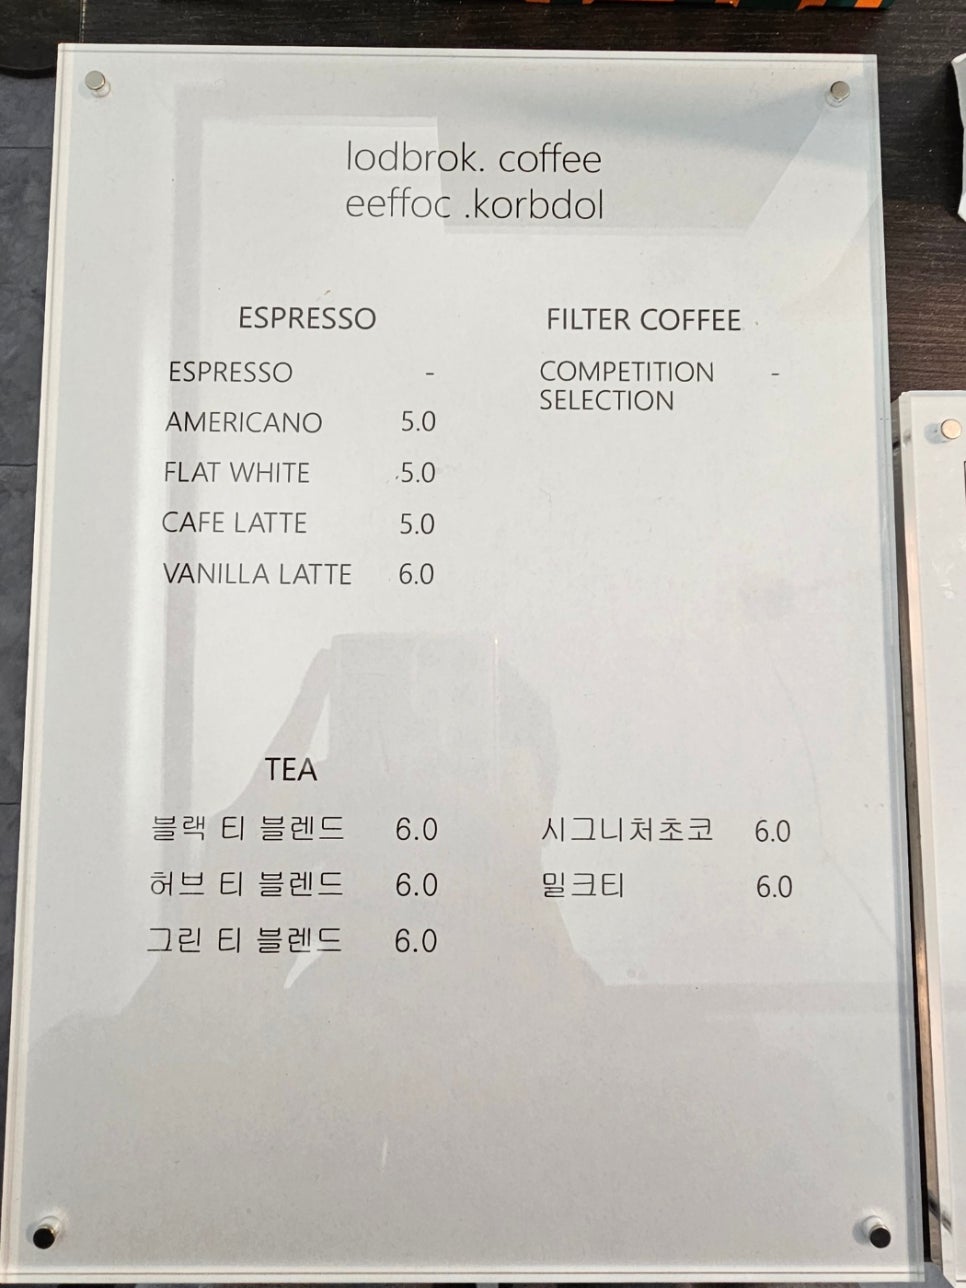 lodbrok. coffee
eeffoc .korbdol
ESPRESSO
ESPRESSO -
AMERICANO 5.0
FLAT WHITE 5.0
CAFE LATTE 5.0
VANILLA LATTE 6.0
FILTER COFFEE
COMPETITION -
SELECTION
TEA
블랙 티 블렌드 6.0
허브 티 블렌드 6.0
그린 티 블렌드 6.0
시그니처초코 6.0
밀크티 6.0